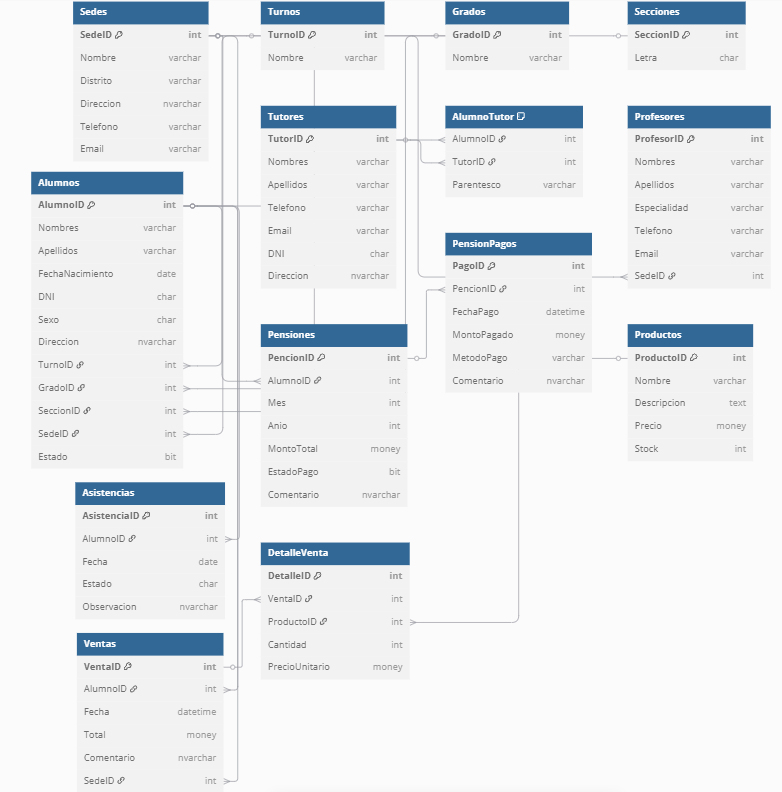 Sedes
SedeID int
Nombre varchar
Distrito varchar
Direccion nvarchar
Telefono varchar
Email varchar
Turnos
TurnoID int
Nombre varchar
Grados
GradoID int
Nombre varchar
Secciones
SeccionID int
Letra char
Tutores
TutorID int
Nombres varchar
Apellidos varchar
Telefono varchar
Email varchar
DNI char
Direccion nvarchar
AlumnoTutor
AlumnoID int
TutorID int
Parentesco varchar
Profesores
ProfesorID int
Nombres varchar
Apellidos varchar
Especialidad varchar
Telefono varchar
Email varchar
SedeID int
Alumnos
AlumnoID int
Nombres varchar
Apellidos varchar
FechaNacimiento date
DNI char
Sexo char
Direccion nvarchar
TurnoID int
GradoID int
SeccionID int
SedeID int
Estado bit
PensionPagos
PagoID int
PencionID int
FechaPago datetime
MontoPagado money
MetodoPago varchar
Comentario nvarchar
Pensiones
PencionID int
AlumnoID int
Mes int
Anio int
MontoTotal money
EstadoPago bit
Comentario nvarchar
Productos
ProductoID int
Nombre varchar
Descripcion text
Precio money
Stock int
Asistencias
AsistenciaID int
AlumnoID int
Fecha date
Estado char
Observacion nvarchar
DetalleVenta
DetalleID int
VentaID int
ProductoID int
Cantidad int
PrecioUnitario money
Ventas
VentaID int
AlumnoID int
Fecha datetime
Total money
Comentario nvarchar
SedeID int